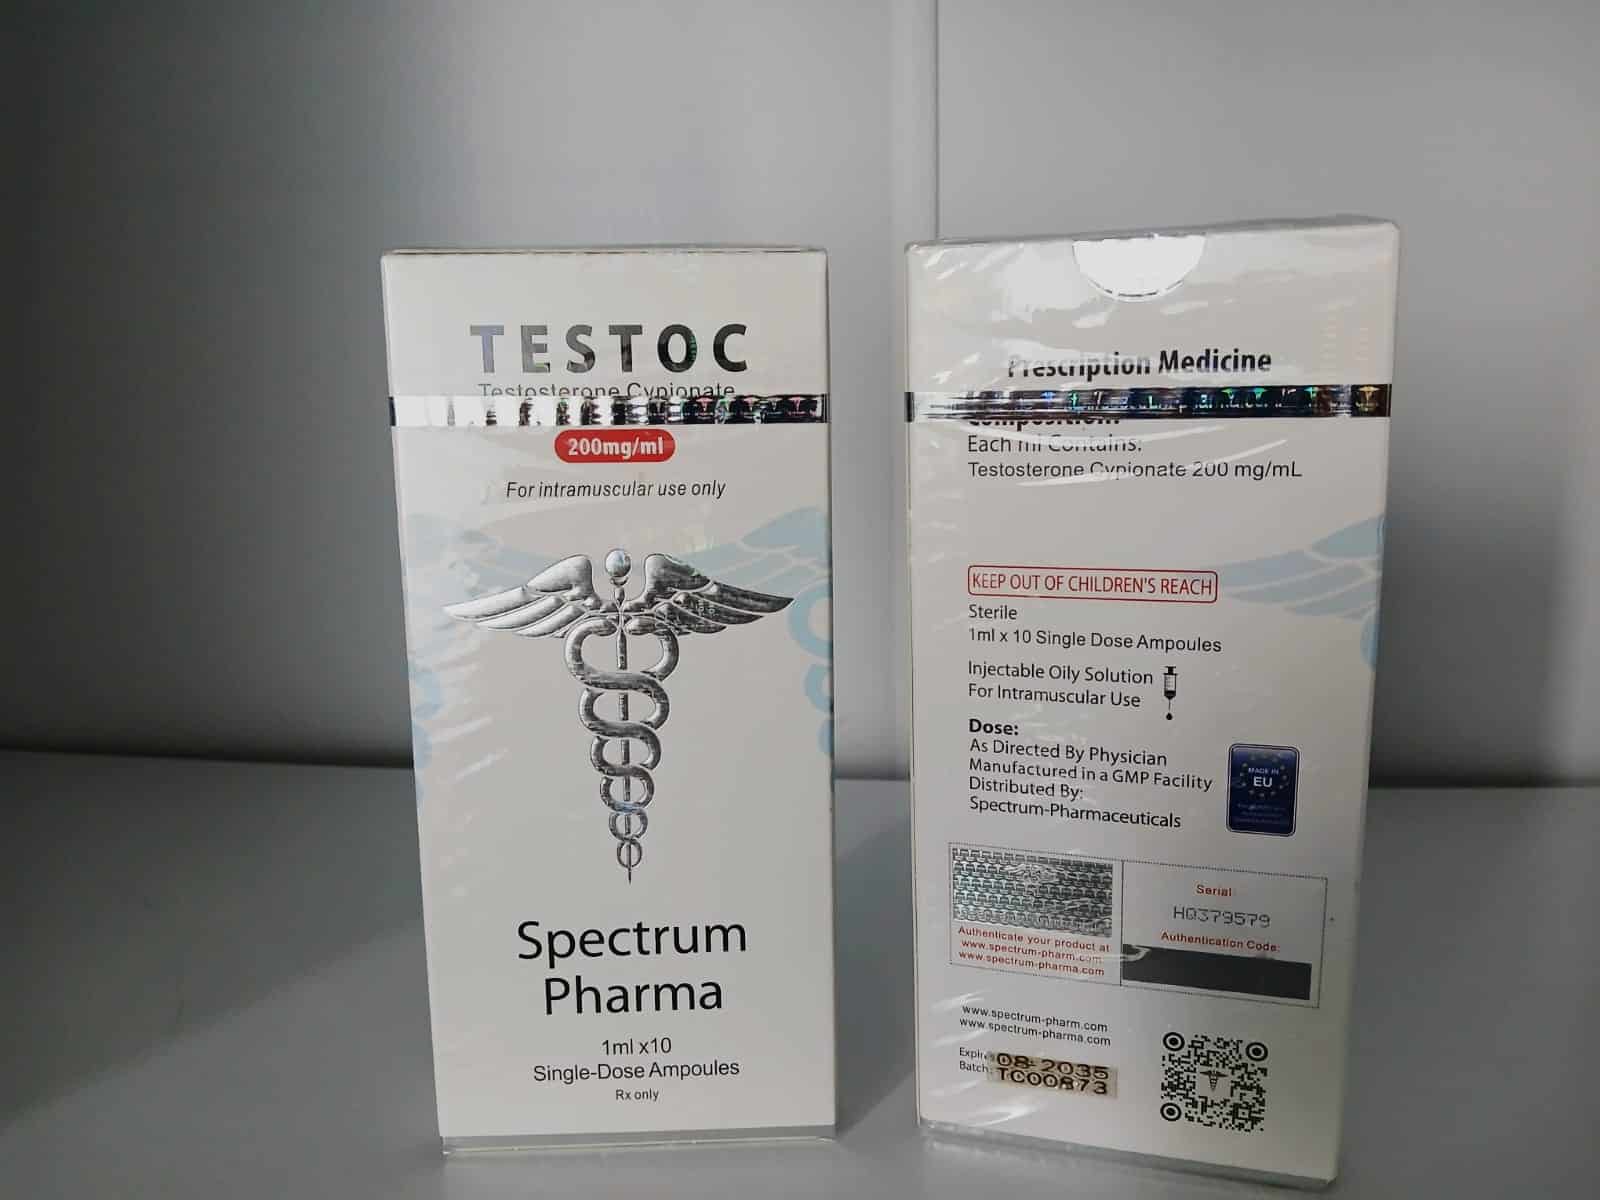 TESTOC
Testosterone Cypionate
200mg/ml
For intramuscular use only
Spectrum
Pharma
1ml x10
Single-Dose Ampoules
Rx only
Prescription Medicine
Composition:
Each ml Contains:
Testosterone Cypionate 200 mg/mL
KEEP OUT OF CHILDREN'S REACH
Sterile
1ml x 10 Single Dose Ampoules
Injectable Oily Solution
For Intramuscular Use
Dose:
As Directed By Physician
Manufactured in a GMP Facility
Distributed By:
Spectrum-Pharmaceuticals
MADE IN
EU
Serial:
HQ379579
Authentication Code:
Authenticate your product at
www.spectrum-pharm.com
www.spectrum-pharma.com
www.spectrum-pharm.com
www.spectrum-pharma.com
Expire: 08 2035
Batch: TC00873